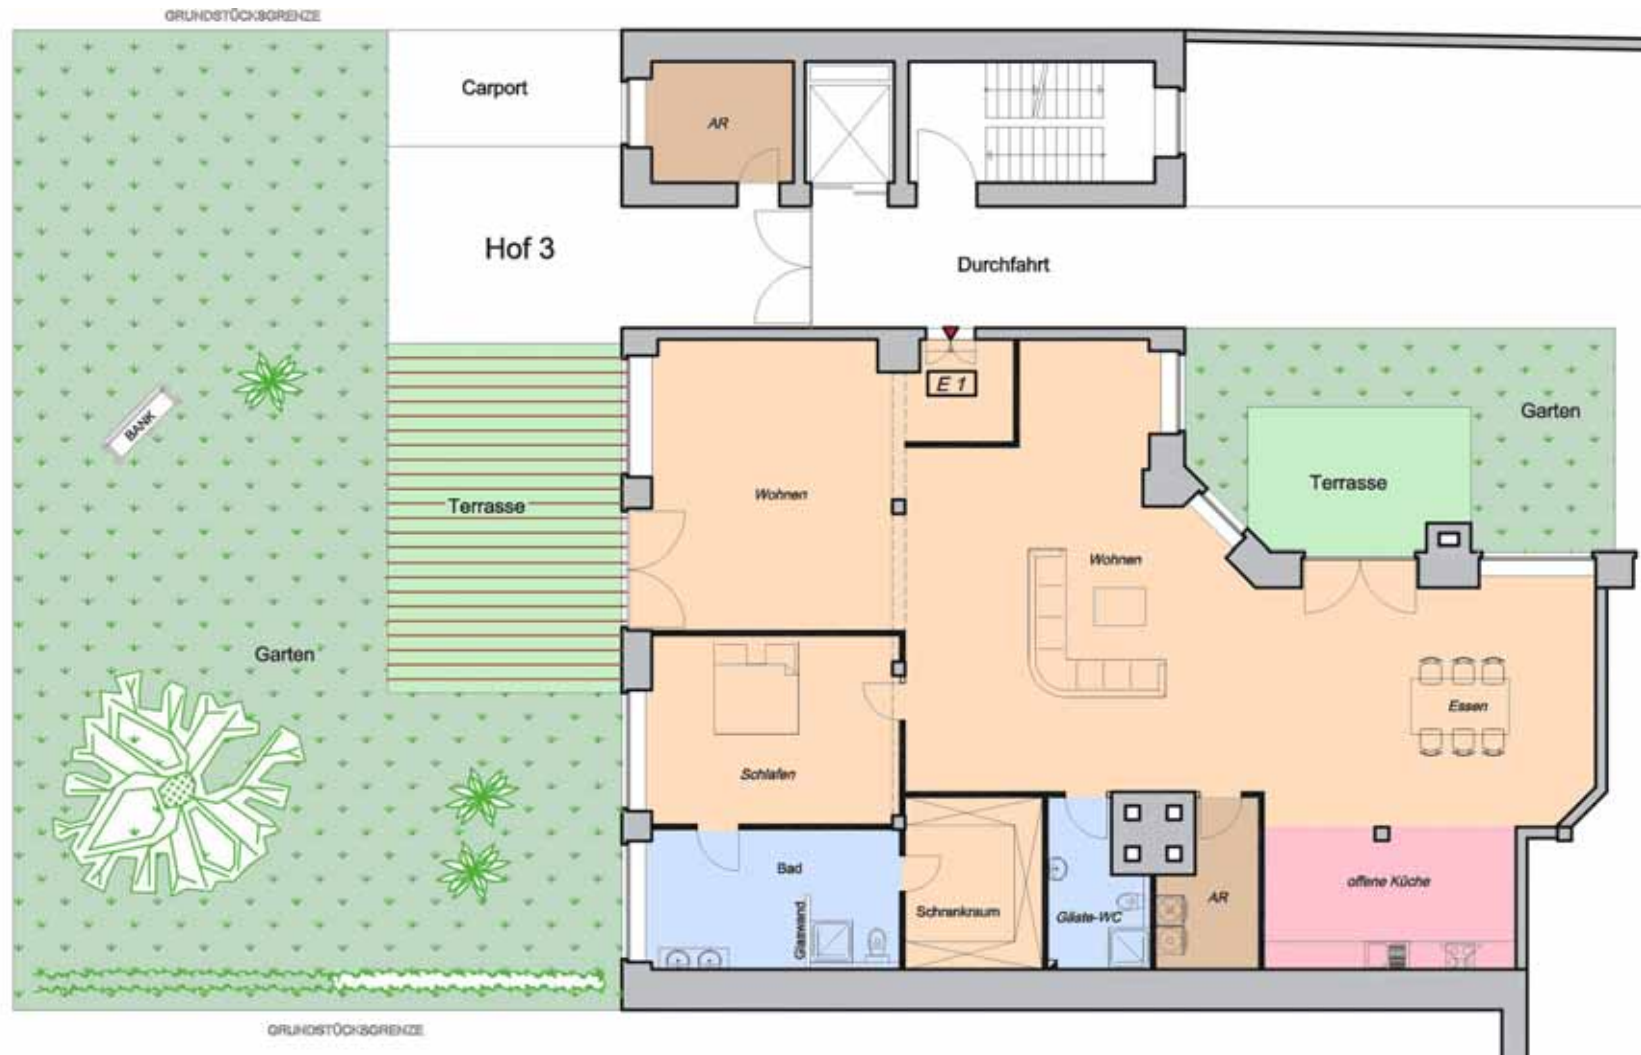 GRUNDSTÜCKSGRENZE
Carport
AR
Hof 3
Durchfahrt
E 1
BANK
Garten
Terrasse
Wohnen
Terrasse
Wohnen
Garten
Essen
Schlafen
Bad
Glaswand
Schrankraum
Gäste-WC
AR
offene Küche
GRUNDSTÜCKSGRENZE